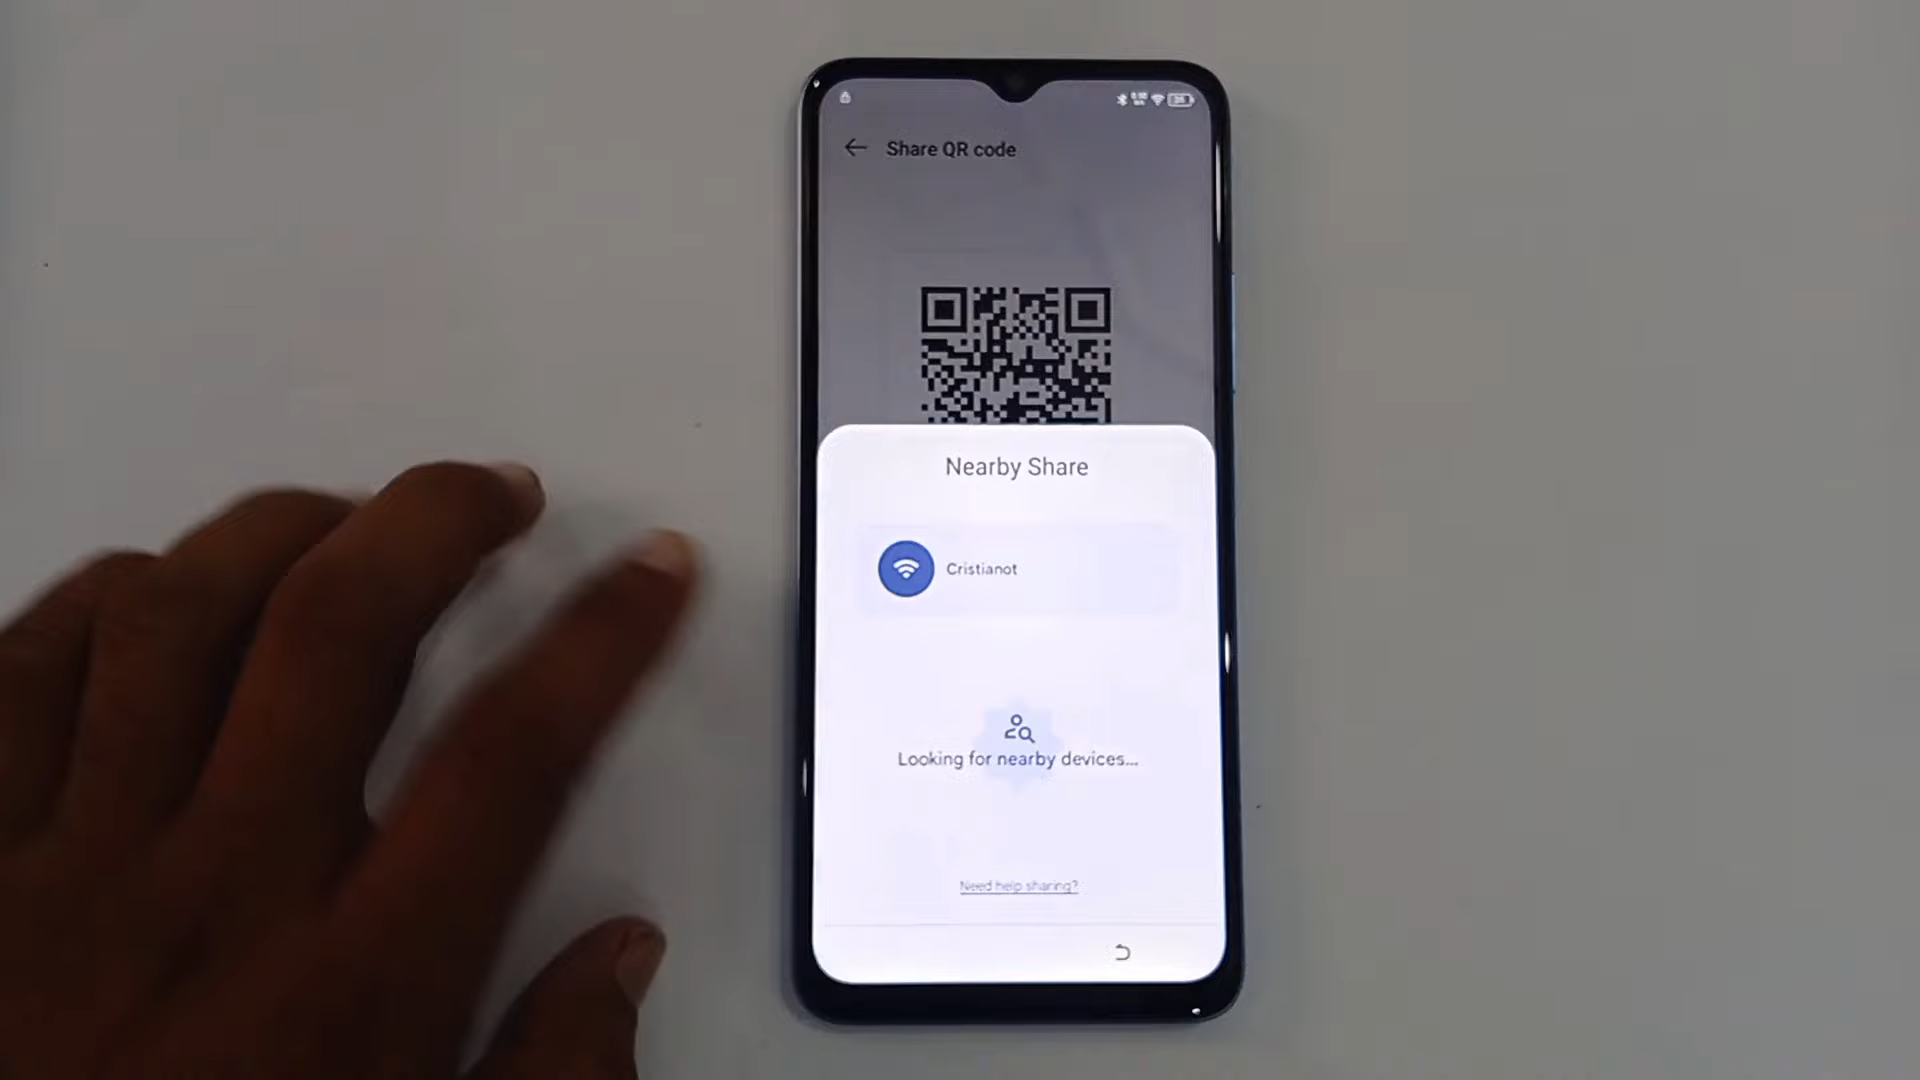 Share QR code
Nearby Share
Cristianot
Looking for nearby devices...
Need help sharing?